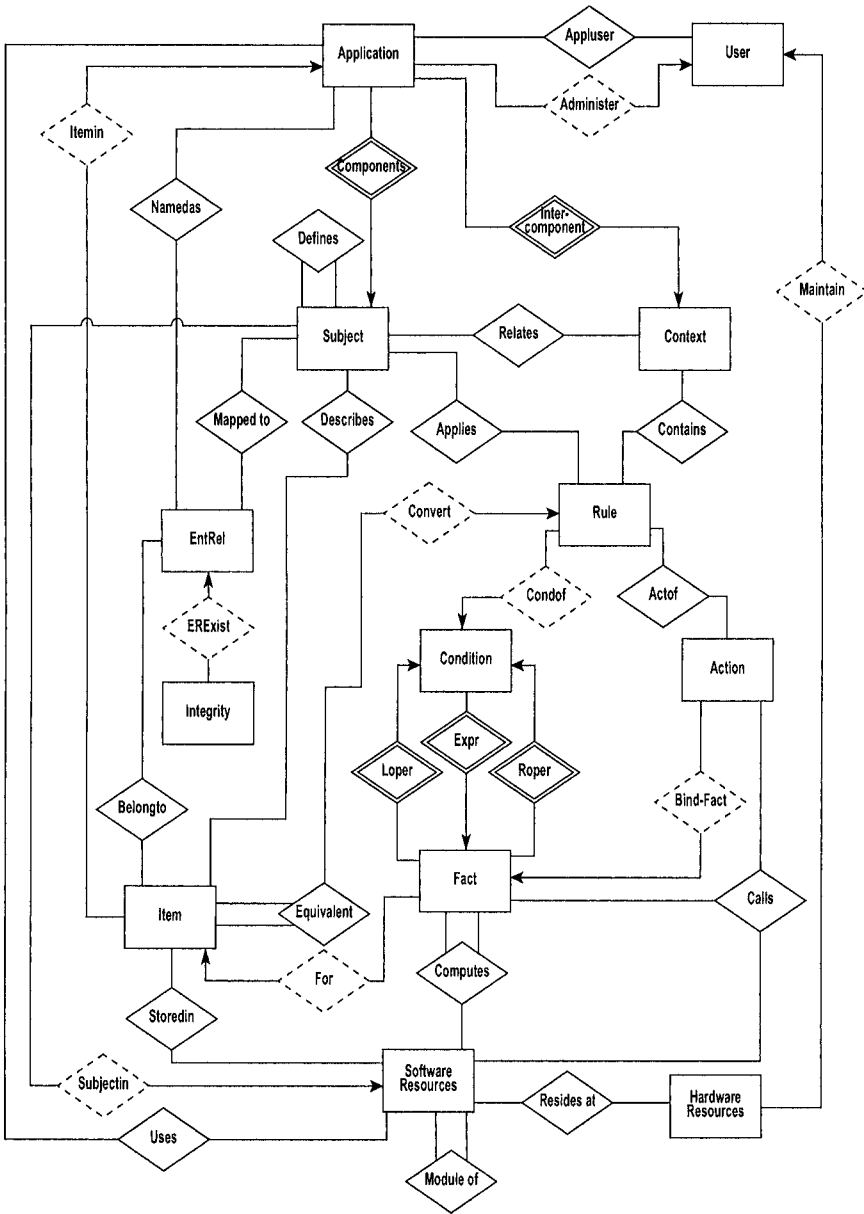 Application
Appluser
User
Administer
Itemin
Components
Namedas
Inter-
component
Defines
Maintain
Subject
Relates
Context
Mapped to
Describes
Applies
Contains
EntRel
Convert
Rule
ERExist
Condof
Actof
Condition
Action
Integrity
Expr
Loper
Roper
Bind-Fact
Belongto
Fact
Item
Equivalent
Calls
For
Computes
Storedin
Software
Resources
Subjectin
Resides at
Hardware
Resources
Uses
Module of